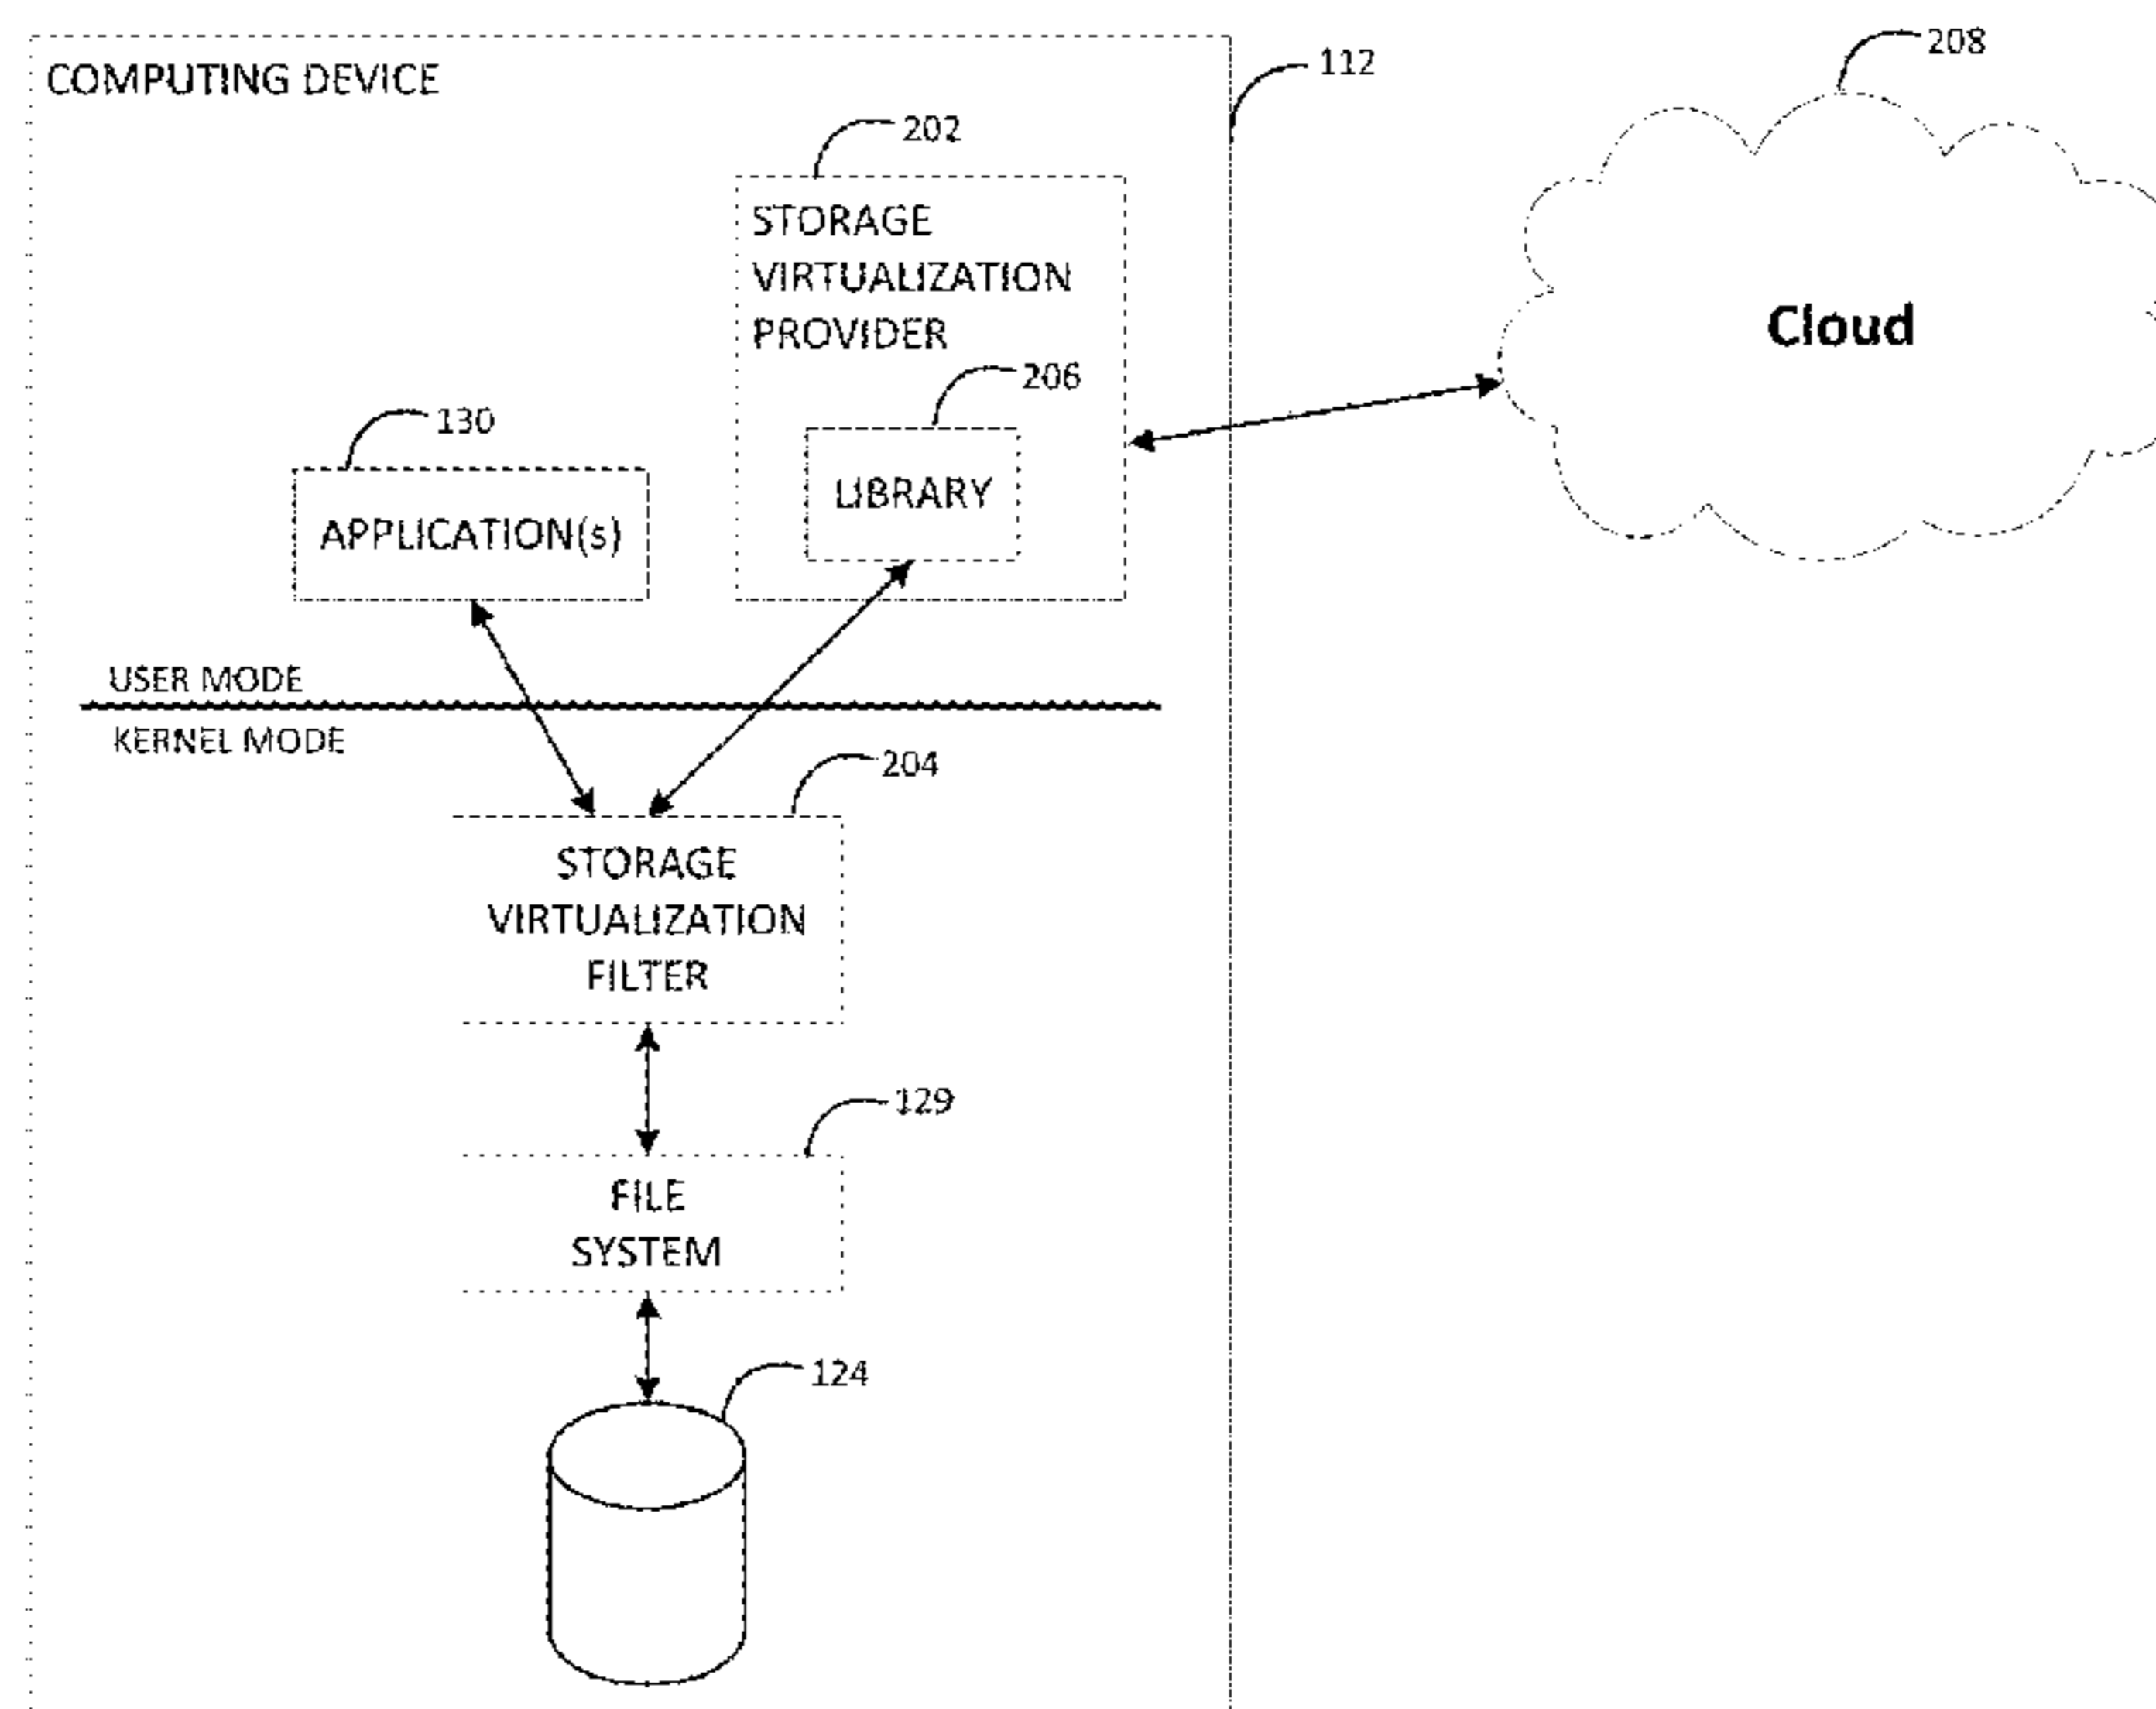 208
112
COMPUTING DEVICE
202
STORAGE
VIRTUALIZATION
PROVIDER
Cloud
206
130
LIBRARY
APPLICATION(s)
USER MODE
KERNEL MODE
204
STORAGE
VIRTUALIZATION
FILTER
129
FILE
SYSTEM
124